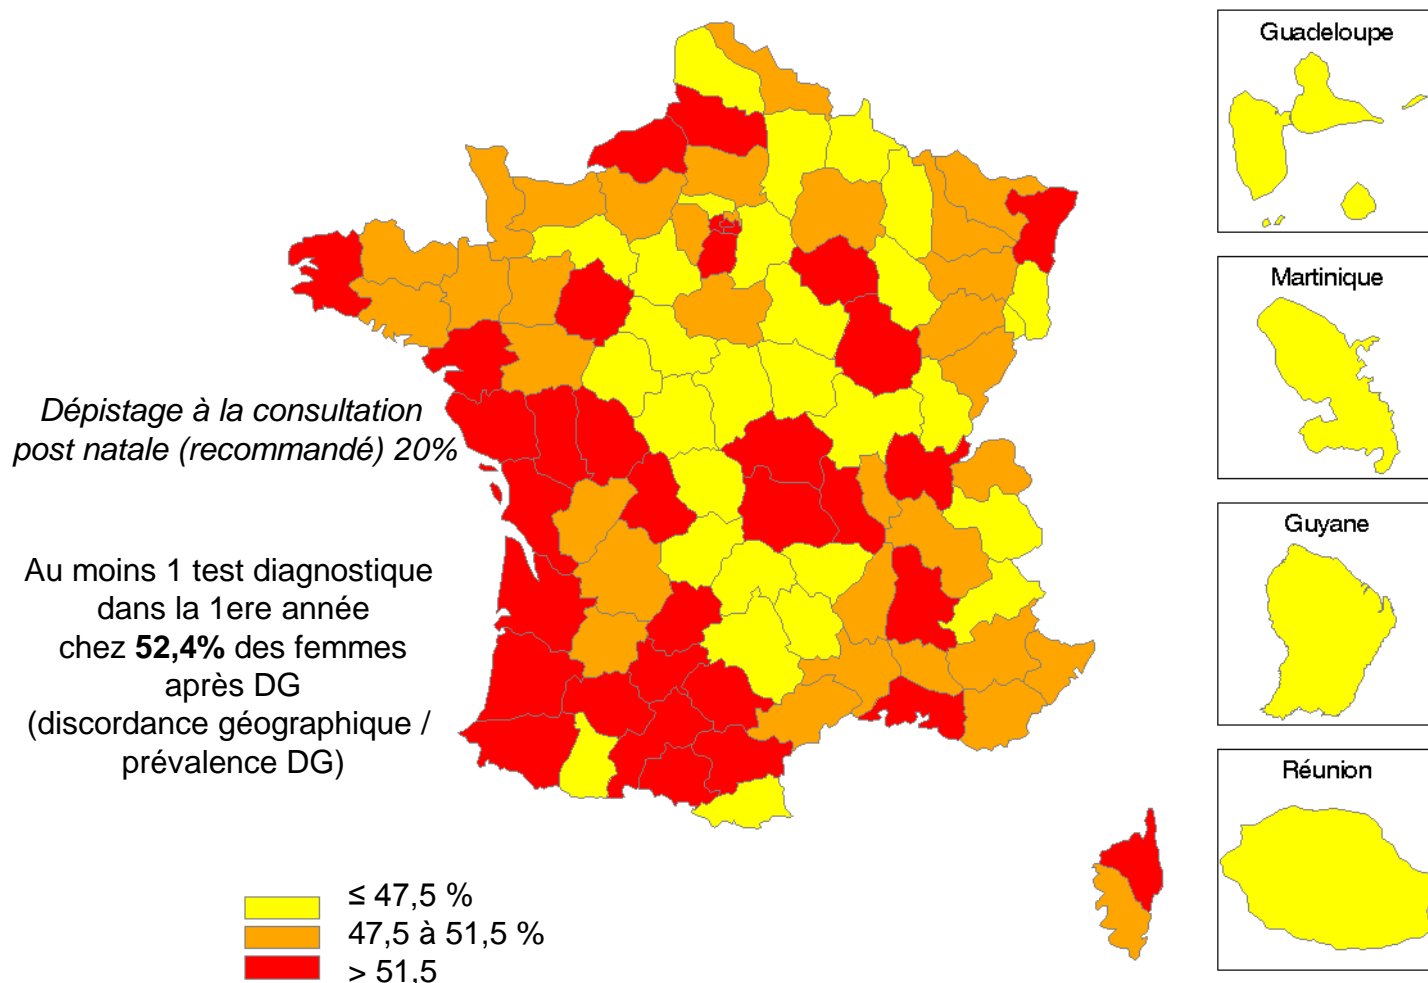 Guadeloupe
Martinique
Dépistage à la consultation
post natale (recommandé) 20%
Guyane
Au moins 1 test diagnostique
dans la 1ere année
chez 52,4% des femmes
après DG
(discordance géographique /
prévalence DG)
Réunion
≤ 47,5 %
47,5 à 51,5 %
> 51,5